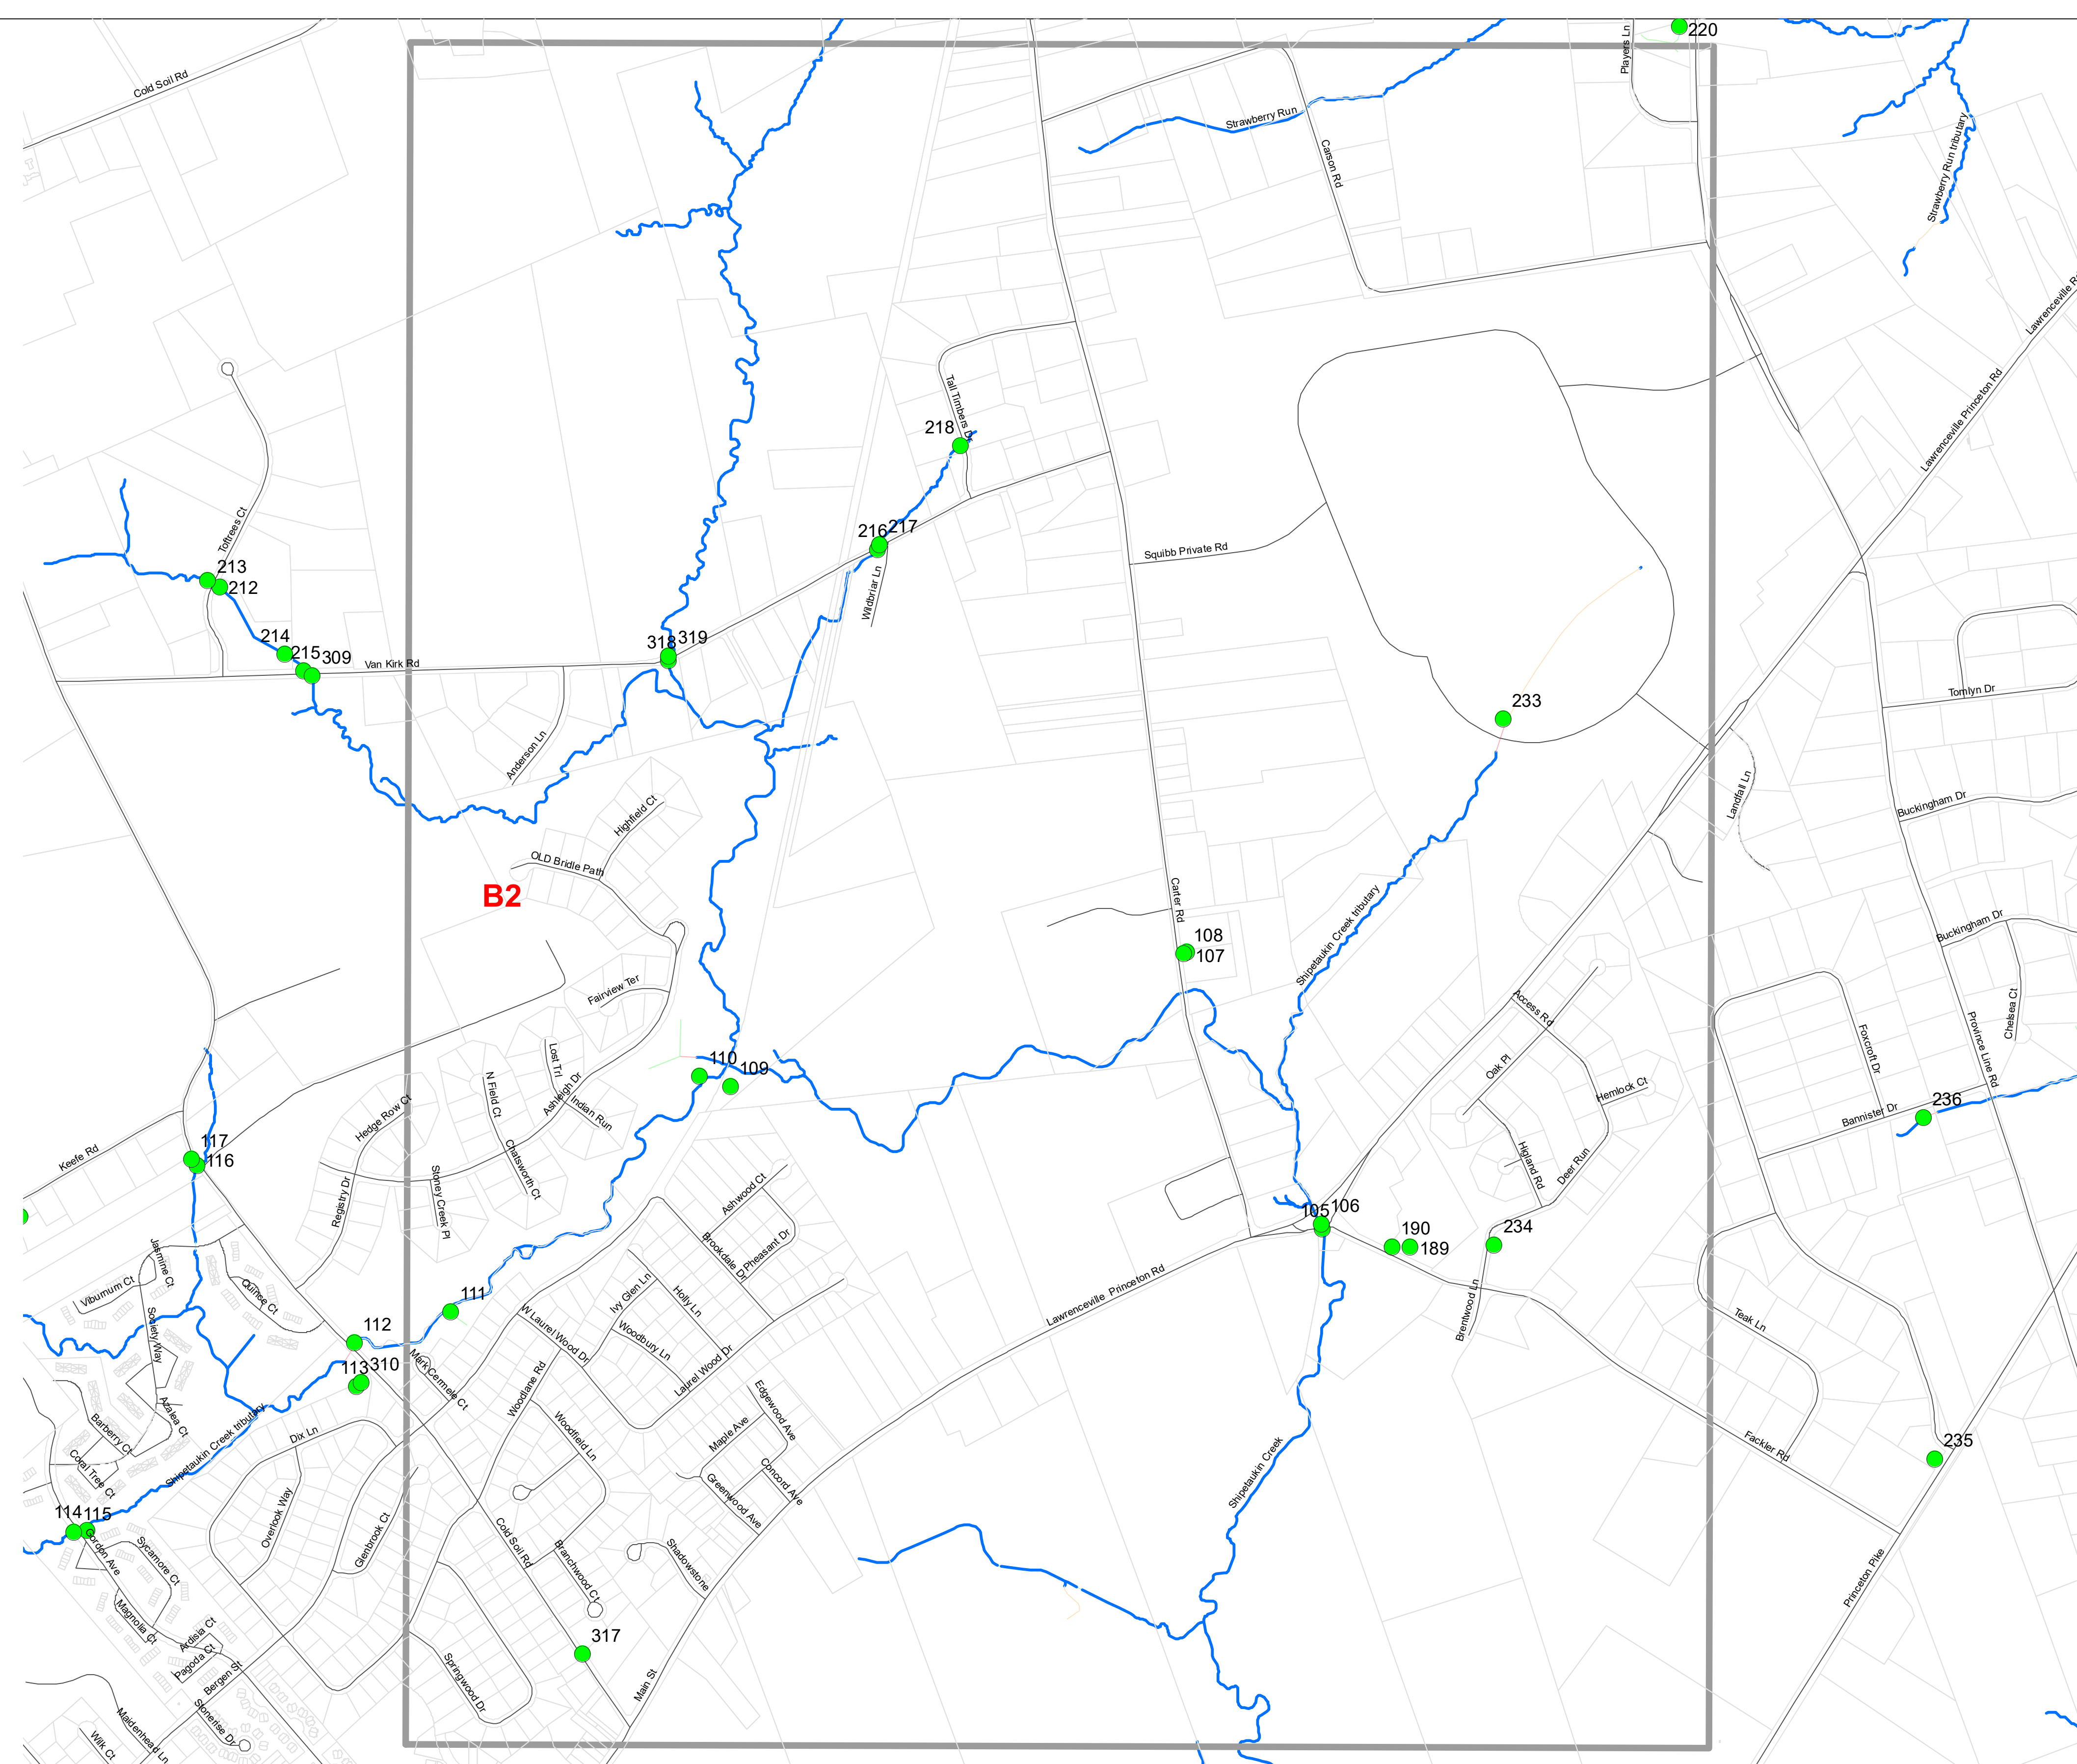 220
Players Ln
Cold Soil Rd
Strawberry Run
Strawberry Run tributary
Carson Rd
Lawrenceville Rd
Lawrenceville Princeton Rd
Tall Timbers Dr
218
216
217
Toftrees Ct
Squibb Private Rd
Wildbriar Ln
213
212
214
215
309
318
319
Van Kirk Rd
233
Tomlyn Dr
Anderson Ln
Landfall Ln
Buckingham Dr
Highfield Ct
OLD Bridle Path
B2
Carter Rd
Shipetaukin Creek tributary
Buckingham Dr
108
107
Fairview Ter
Access Rd
Chelsea Ct
Province Line Rd
Foxcroft Dr
Lost Trl
110
109
Oak Pl
N Field Ct
Ashleigh Dr
Indian Run
Hemlock Ct
Hedge Row Ct
236
Bannister Dr
117
116
Keefe Rd
Chatsworth Ct
Higland Rd
Deer Run
Stoney Creek Pl
Registry Dr
Ashwood Ct
105
106
190
189
234
Brookdale Dr
Pheasant Dr
Jasmine Ct
Viburnum Ct
Quince Ct
Ivy Glen Ln
Holly Ln
Lawrenceville Princeton Rd
Brentwood Ln
111
112
Society Way
W Laurel Wood Dr
Woodbury Ln
Laurel Wood Dr
Teak Ln
113
310
Mark Cermele Ct
Woodlane Rd
Edgewood Ave
Azalea Ct
Barberry Ct
Shipetaukin Creek tributary
Dix Ln
Woodfield Ln
Maple Ave
Fackler Rd
235
Coral Tree Ct
Shipetaukin Creek
Greenwood Ave
Concord Ave
114
115
Overlook Way
Glenbrook Ct
Cold Soil Rd
Gordon Ave
Sycamore Ct
Branchwood Ct
Shadowstone
Princeton Pike
Magnolia Ct
Ardisia Ct
Pagoda Ct
317
Bergen St
Springwood Dr
Main St
Stonerise Dr
Maidenhead Ln
Wilk Ct